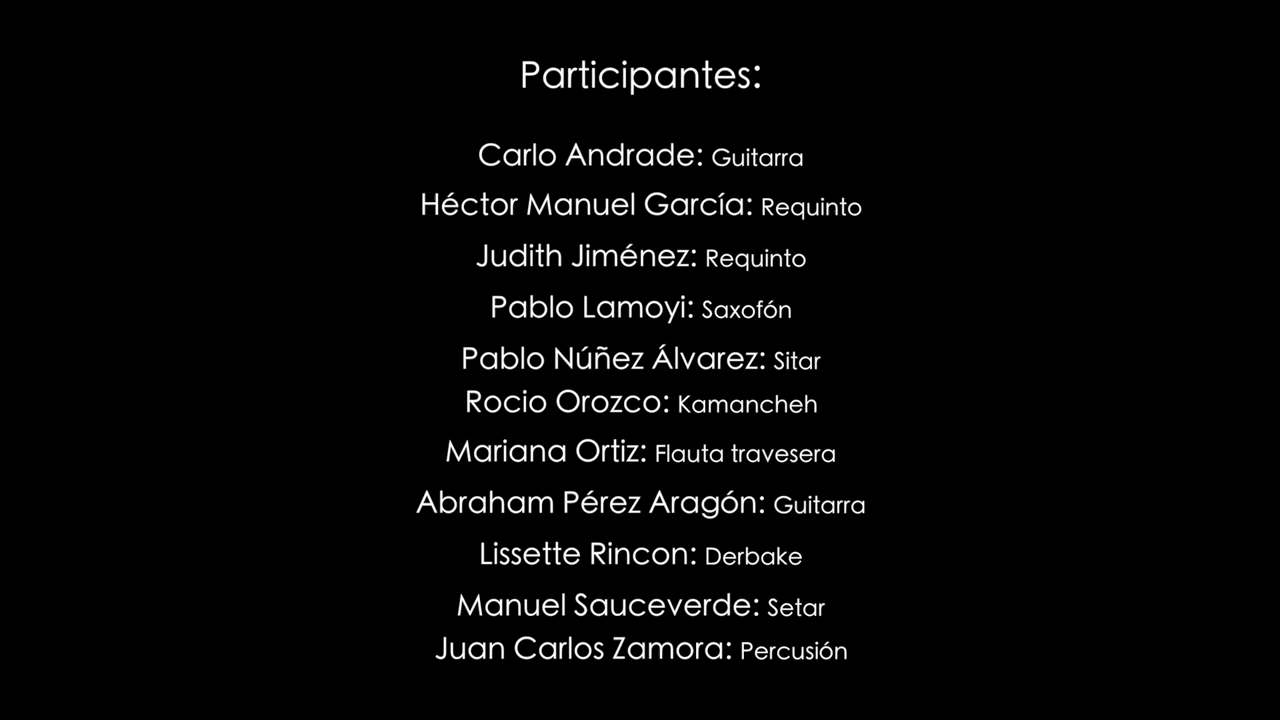 Participantes:
Carlo Andrade: Guitarra
Héctor Manuel García: Requinto
Judith Jiménez: Requinto
Pablo Lamoyi: Saxofón
Pablo Núñez Álvarez: Sitar
Rocio Orozco: Kamancheh
Mariana Ortiz: Flauta travesera
Abraham Pérez Aragón: Guitarra
Lissette Rincon: Derbake
Manuel Sauceverde: Setar
Juan Carlos Zamora: Percusión